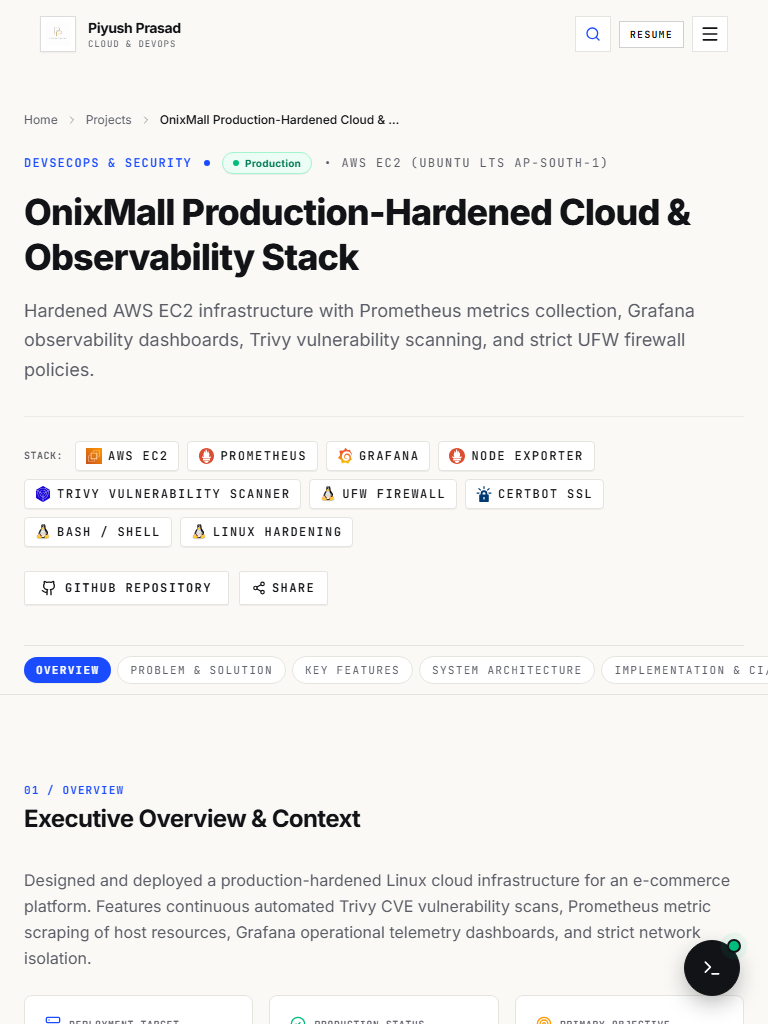 Piyush Prasad
CLOUD & DEVOPS
RESUME
Home > Projects > OnixMall Production-Hardened Cloud & ...
DEVSECOPS & SECURITY • Production • AWS EC2 (UBUNTU LTS AP-SOUTH-1)
OnixMall Production-Hardened Cloud &
Observability Stack
Hardened AWS EC2 infrastructure with Prometheus metrics collection, Grafana
observability dashboards, Trivy vulnerability scanning, and strict UFW firewall
policies.
STACK: AWS EC2 PROMETHEUS GRAFANA NODE EXPORTER
TRIVY VULNERABILITY SCANNER UFW FIREWALL CERTBOT SSL
BASH / SHELL LINUX HARDENING
GITHUB REPOSITORY SHARE
OVERVIEW PROBLEM & SOLUTION KEY FEATURES SYSTEM ARCHITECTURE IMPLEMENTATION & CI/
01 / OVERVIEW
Executive Overview & Context
Designed and deployed a production-hardened Linux cloud infrastructure for an e-commerce
platform. Features continuous automated Trivy CVE vulnerability scans, Prometheus metric
scraping of host resources, Grafana operational telemetry dashboards, and strict network
isolation.
DEPLOYMENT TARGET PRODUCTION STATUS PRIMARY OBJECTIVE